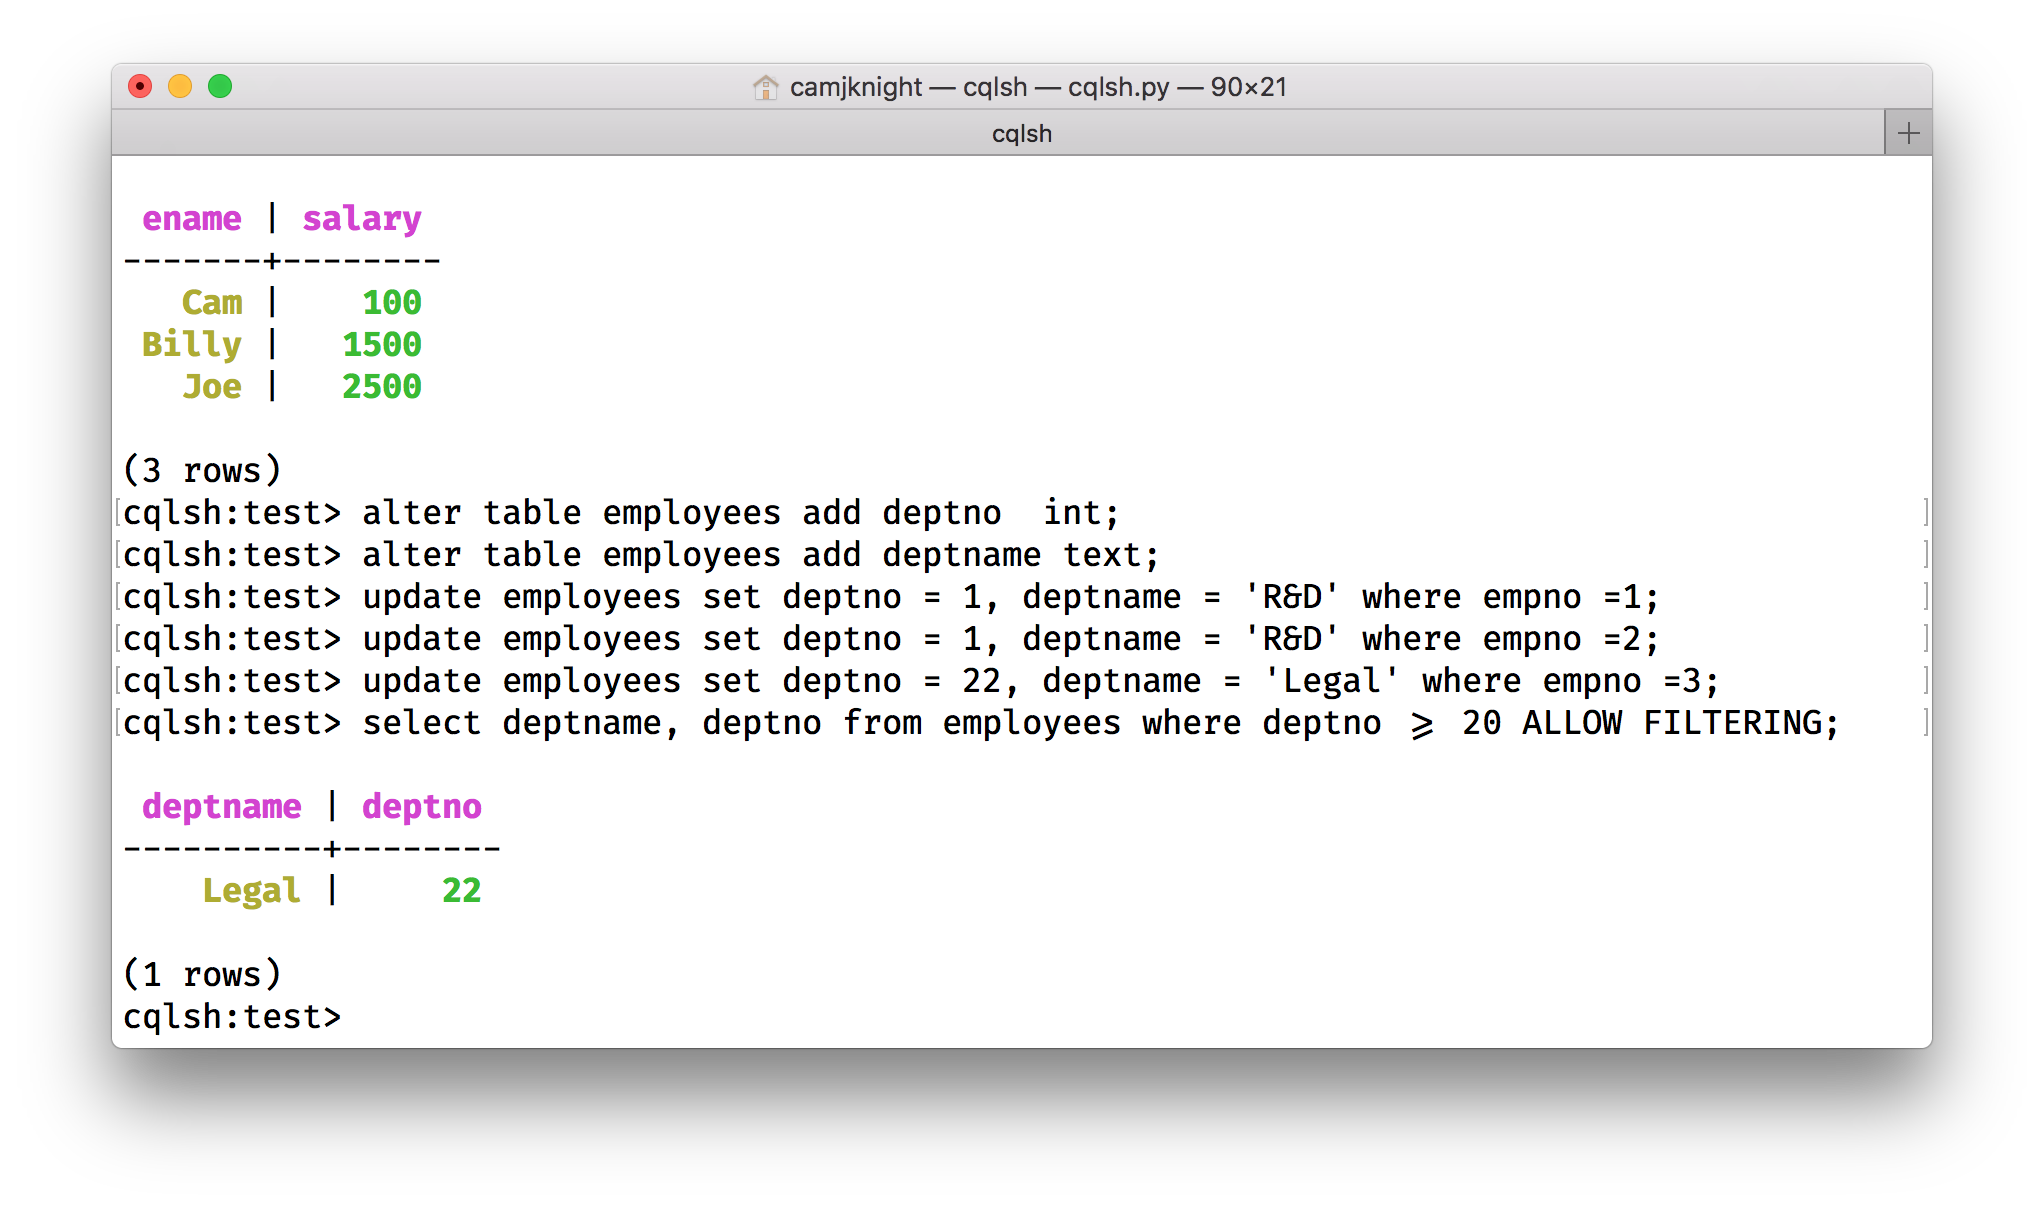 camjknight — cqlsh — cqlsh.py — 90×21
cqlsh
ename | salary
-------+--------
Cam | 100
Billy | 1500
Joe | 2500
(3 rows)
cqlsh:test> alter table employees add deptno  int;
cqlsh:test> alter table employees add deptname text;
cqlsh:test> update employees set deptno = 1, deptname = 'R&D' where empno =1;
cqlsh:test> update employees set deptno = 1, deptname = 'R&D' where empno =2;
cqlsh:test> update employees set deptno = 22, deptname = 'Legal' where empno =3;
cqlsh:test> select deptname, deptno from employees where deptno ⩾ 20 ALLOW FILTERING;
deptname | deptno
----------+--------
Legal | 22
(1 rows)
cqlsh:test>